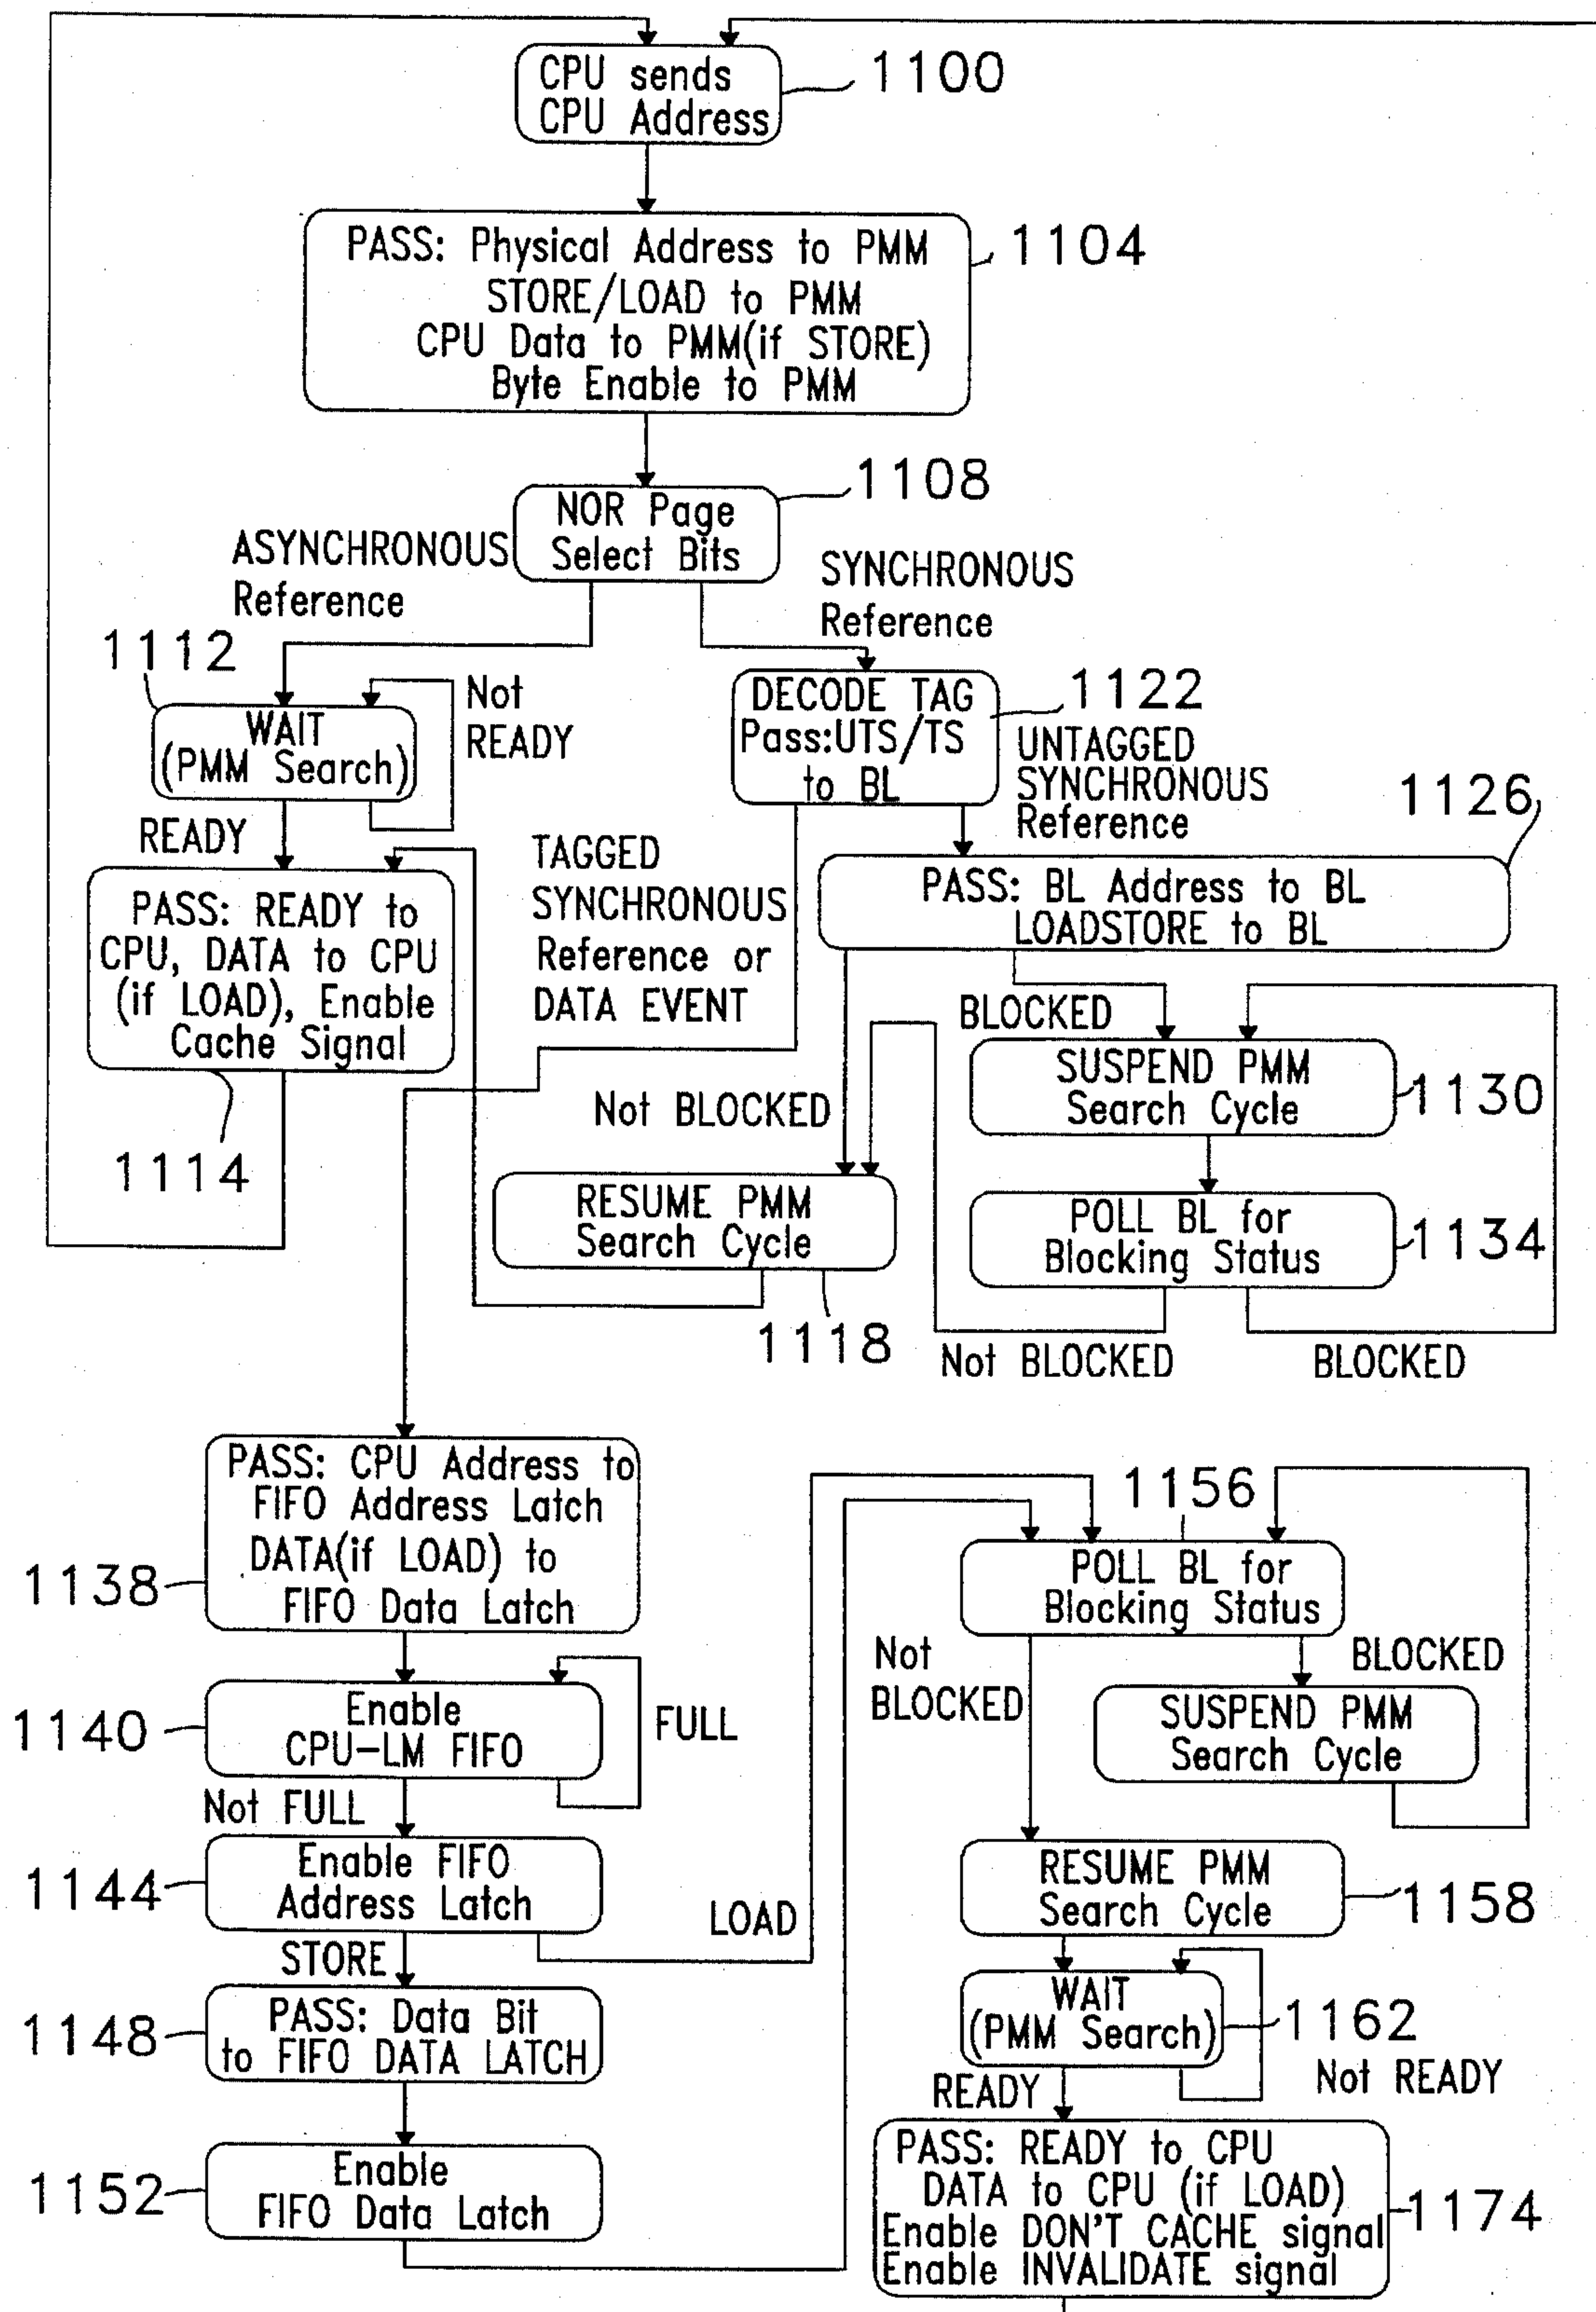 CPU sends
CPU Address
1100
PASS: Physical Address to PMM
STORE/LOAD to PMM
CPU Data to PMM(if STORE)
Byte Enable to PMM
1104
NOR Page
Select Bits
1108
ASYNCHRONOUS
Reference
SYNCHRONOUS
Reference
1112
WAIT
(PMM Search)
Not
READY
READY
DECODE TAG
Pass:UTS/TS
to BL
1122
UNTAGGED
SYNCHRONOUS
Reference
1126
PASS: READY to
CPU, DATA to CPU
(if LOAD), Enable
Cache Signal
1114
TAGGED
SYNCHRONOUS
Reference or
DATA EVENT
PASS: BL Address to BL
LOADSTORE to BL
BLOCKED
SUSPEND PMM
Search Cycle
1130
Not BLOCKED
RESUME PMM
Search Cycle
1118
POLL BL for
Blocking Status
1134
Not BLOCKED
BLOCKED
PASS: CPU Address to
FIFO Address Latch
DATA(if LOAD) to
FIFO Data Latch
1138
Enable
CPU-LM FIFO
1140
FULL
Not FULL
Enable FIFO
Address Latch
1144
LOAD
STORE
PASS: Data Bit
to FIFO DATA LATCH
1148
Enable
FIFO Data Latch
1152
1156
POLL BL for
Blocking Status
Not
BLOCKED
BLOCKED
SUSPEND PMM
Search Cycle
RESUME PMM
Search Cycle
1158
WAIT
(PMM Search)
1162
Not READY
READY
PASS: READY to CPU
DATA to CPU (if LOAD)
Enable DON'T CACHE signal
Enable INVALIDATE signal
1174